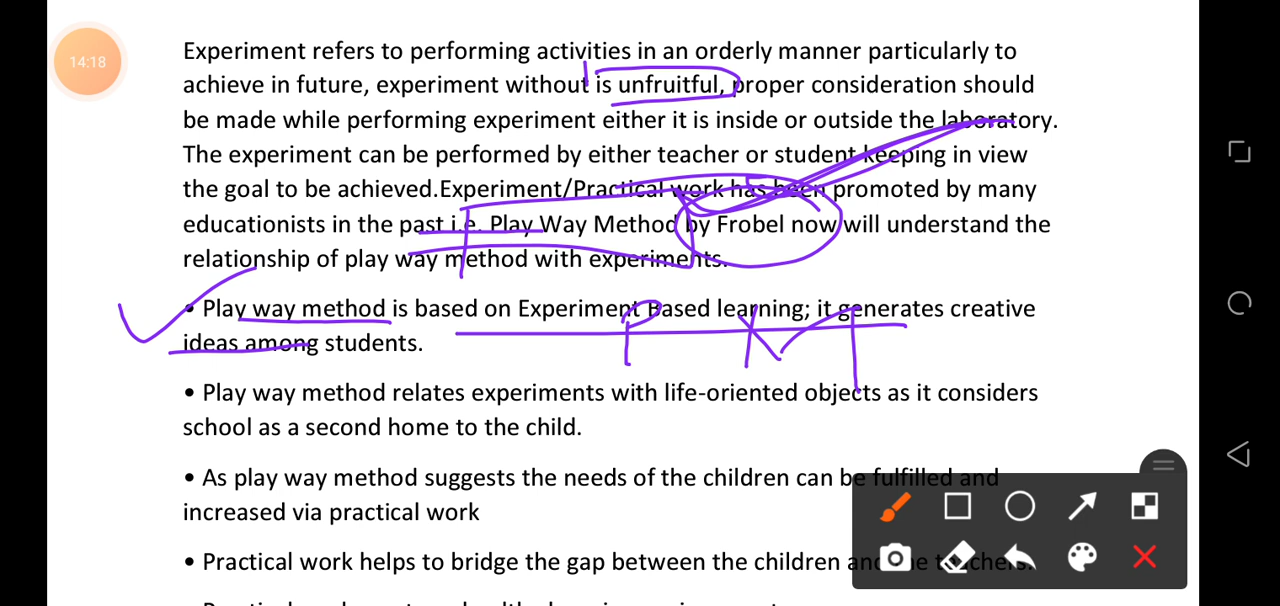 14:18
Experiment refers to performing activities in an orderly manner particularly to
achieve in future, experiment without is unfruitful, proper consideration should
be made while performing experiment either it is inside or outside the laboratory.
The experiment can be performed by either teacher or student keeping in view
the goal to be achieved.Experiment/Practical work has been promoted by many
educationists in the past i.e. Play Way Method by Frobel now will understand the
relationship of play way method with experiments.
• Play way method is based on Experiment Based learning; it generates creative
ideas among students.
• Play way method relates experiments with life-oriented objects as it considers
school as a second home to the child.
• As play way method suggests the needs of the children can be fulfilled and
increased via practical work
• Practical work helps to bridge the gap between the children and the teachers.